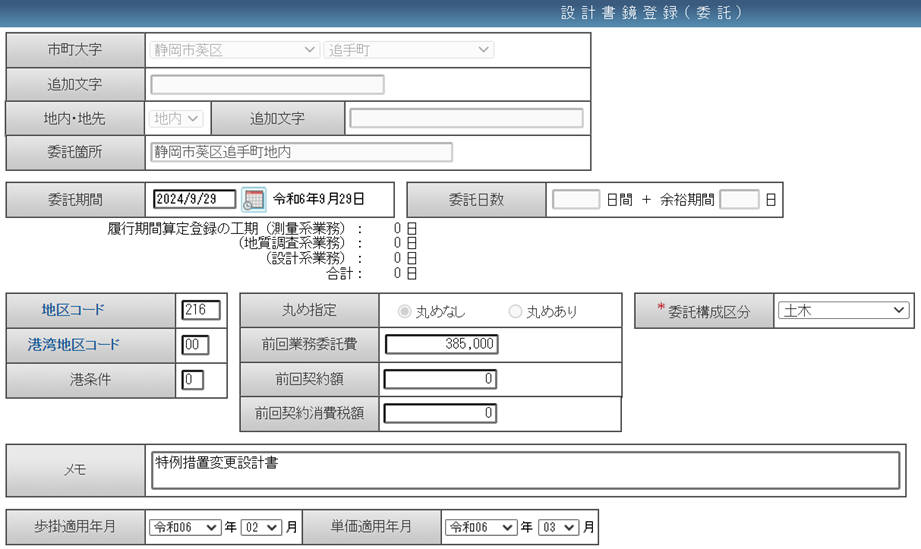 設計書鏡登録(委託)
市町大字 静岡市葵区 追手町
追加文字
地内・地先 地内 追加文字
委託箇所 静岡市葵区追手町地内
委託期間 2024/9/29 令和6年9月29日 委託日数 日間 + 余裕期間 日
履行期間算定登録の工期(測量系業務): 0日
(地質調査系業務): 0日
(設計系業務): 0日
合計: 0日
地区コード 216 丸め指定 丸めなし 丸めあり *委託構成区分 土木
港湾地区コード 00 前回業務委託費 385,000
港条件 0 前回契約額 0
前回契約消費税額 0
メモ 特例措置変更設計書
歩掛適用年月 令和06 年 02 月 単価適用年月 令和06 年 03 月